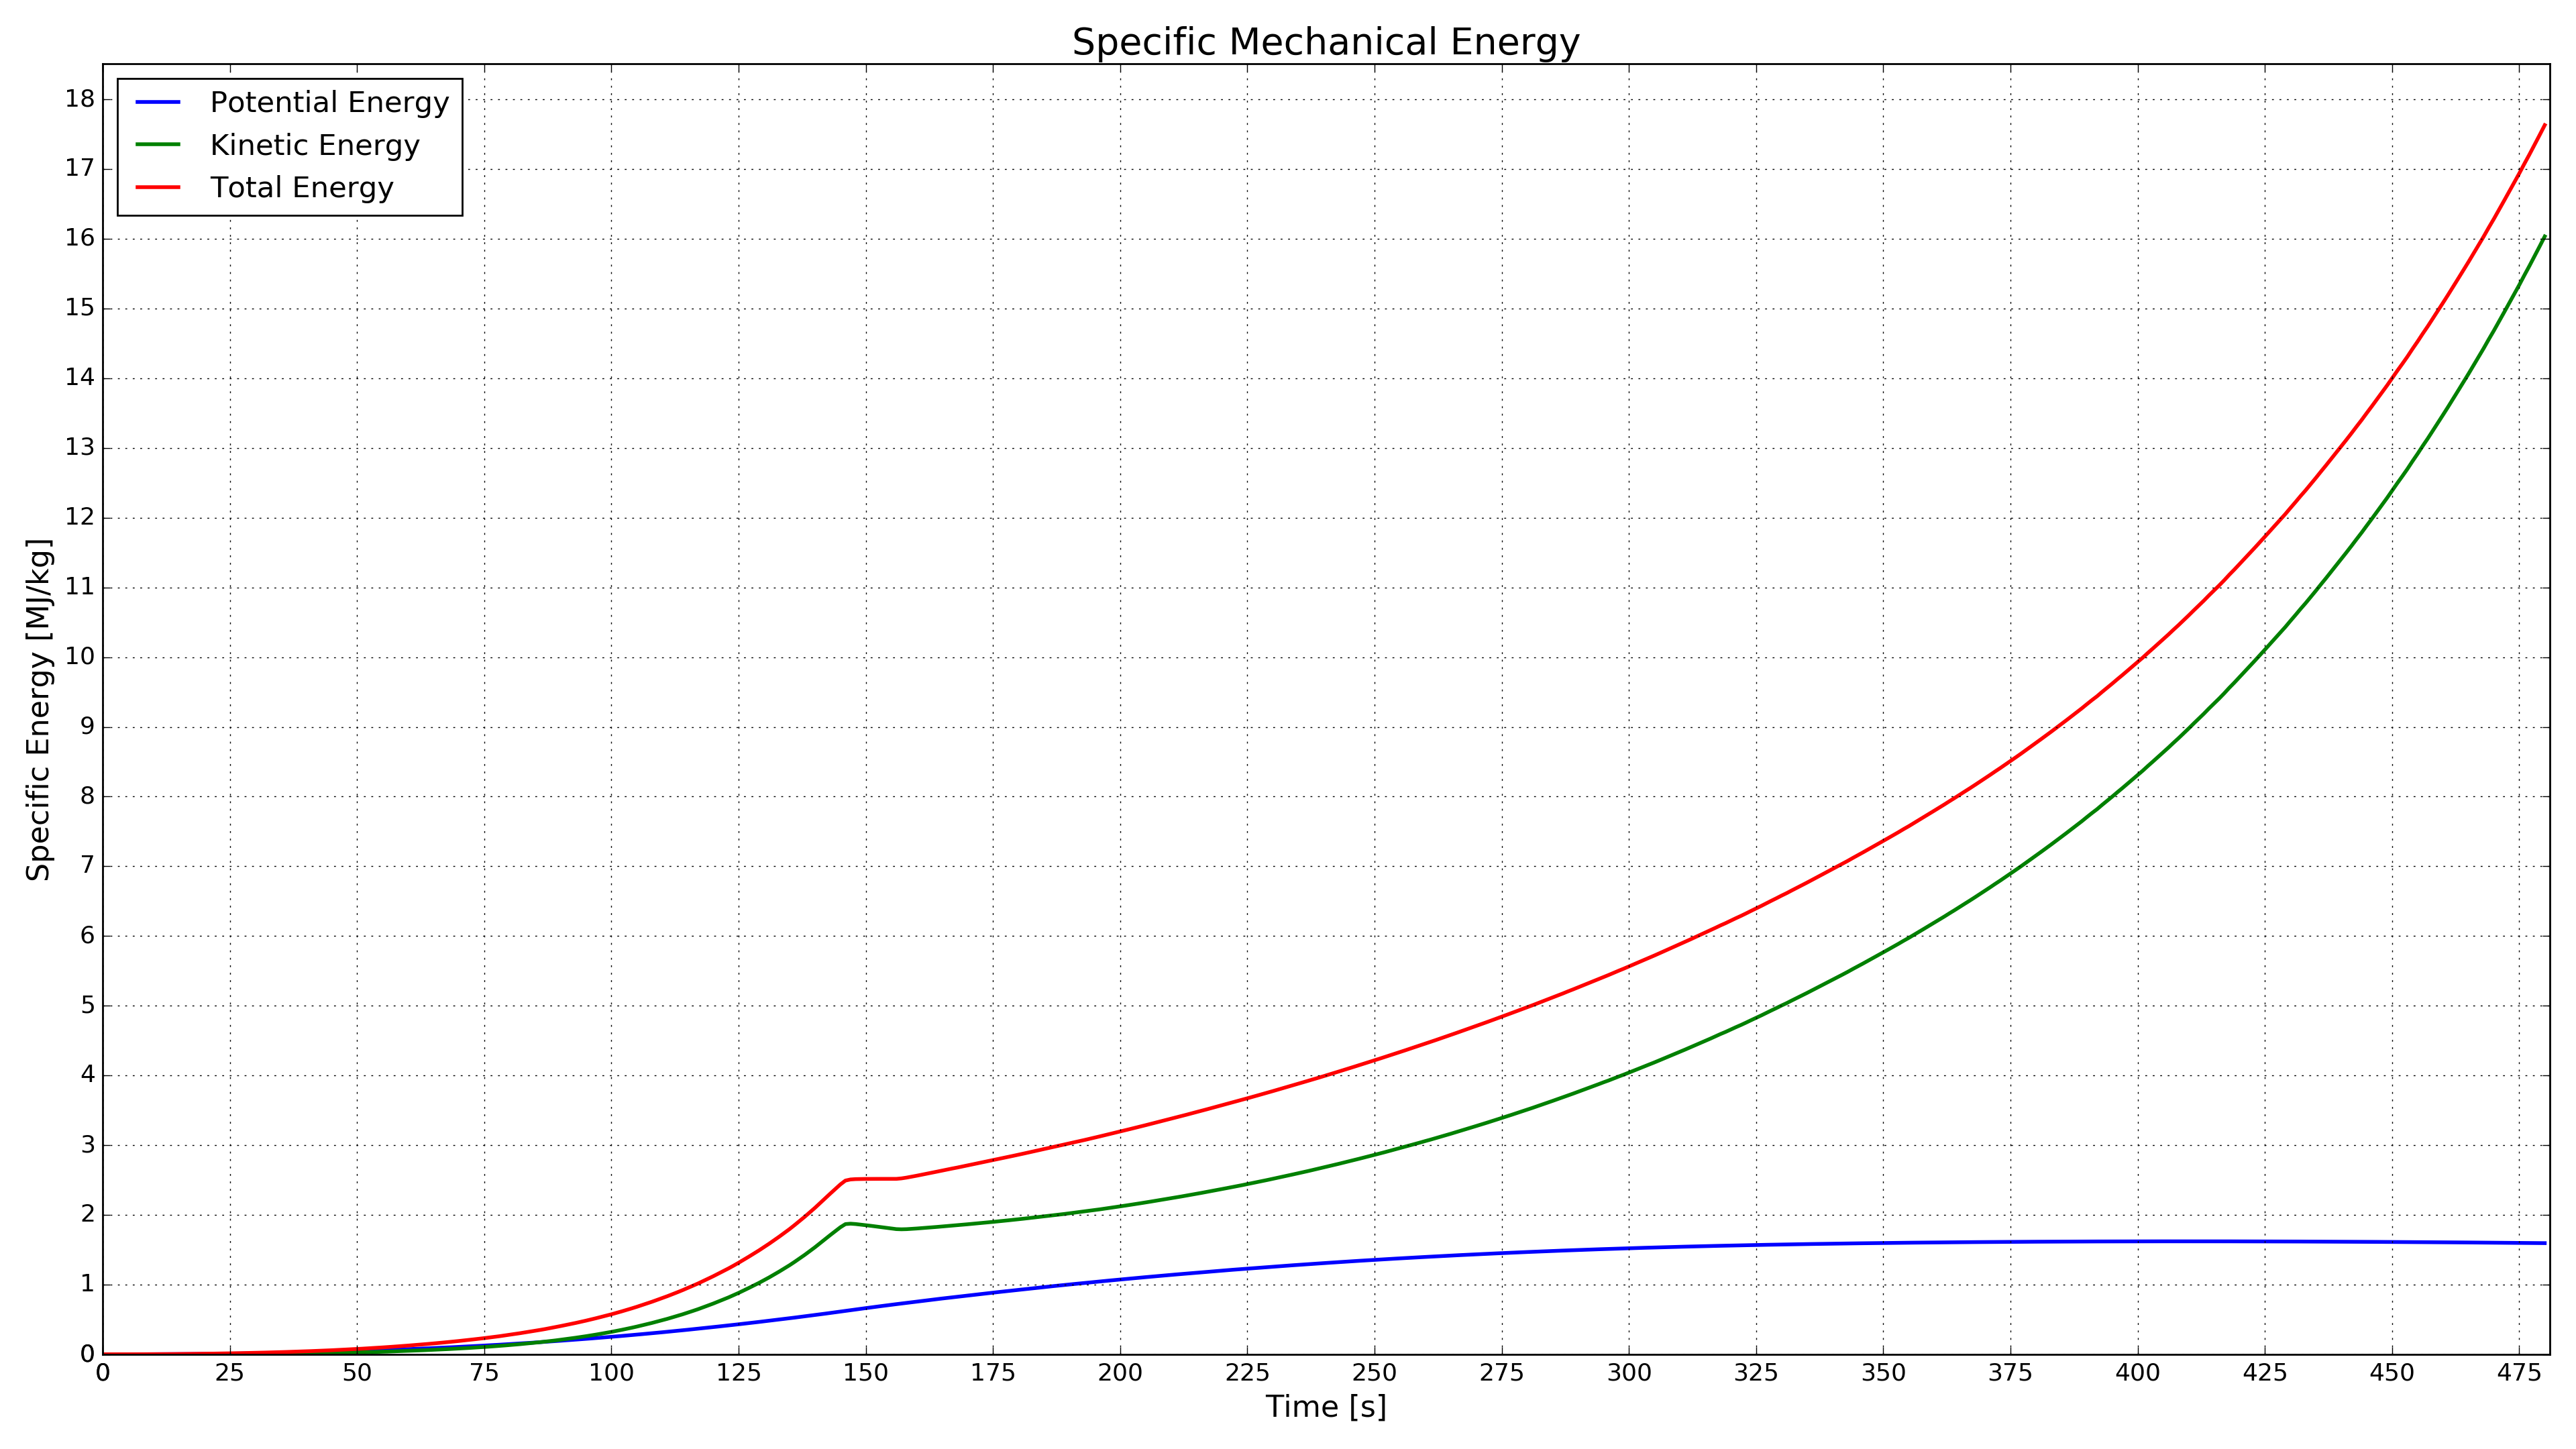 Specific Mechanical Energy
Potential Energy
Kinetic Energy
Total Energy
Specific Energy [MJ/kg]
18
17
16
15
14
13
12
11
10
9
8
7
6
5
4
3
2
1
0
0 25 50 75 100 125 150 175 200 225 250 275 300 325 350 375 400 425 450 475
Time [s]